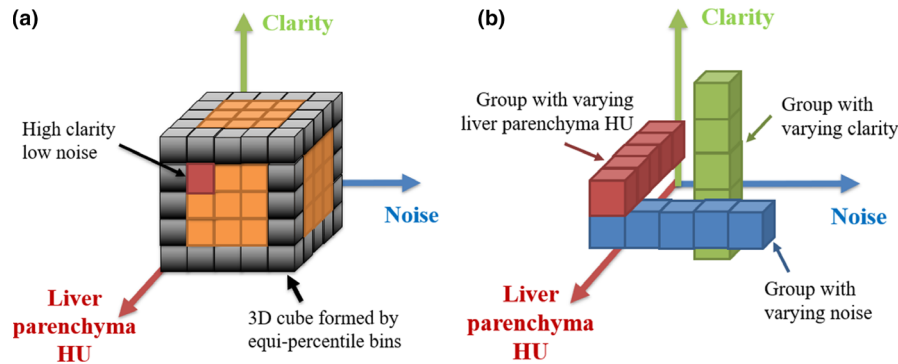 (a)
Clarity
High clarity
low noise
Noise
Liver
parenchyma
HU
3D cube formed by
equi-percentile bins
(b)
Clarity
Group with varying
liver parenchyma HU
Group with
varying clarity
Noise
Liver
parenchyma
HU
Group with
varying noise